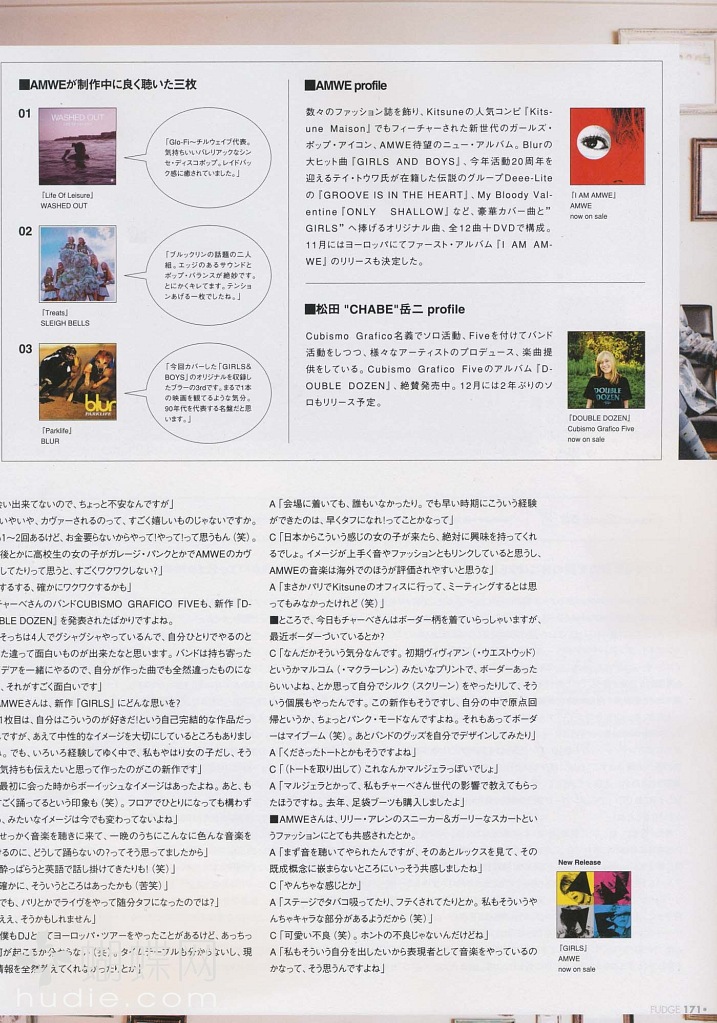 ■AMWEが制作中に良く聴いた三枚
01
WASHED OUT
『Life Of Leisure』
WASHED OUT
「Glo-Fi〜チルウェイブ代表。
気持ちいいバレリアックなシン
セ・ディスコポップ。レイドバッ
ク感に癒されていました。」
02
『Treats』
SLEIGH BELLS
「ブルックリンの話題の二人
組。エッジのあるサウンドと
ポップ・バランスが絶妙です。
とにかくキレてます。テンション
あげる一枚でしたね。」
03
blur
PARKLIFE
『Parklife』
BLUR
「今回カバーした「GIRLS&
BOYS」のオリジナルを収録し
たブラーの3rdです。まるで1本
の映画を観てるような気分。
90年代を代表する名盤だと思
います。」
■AMWE profile
数々のファッション誌を飾り、Kitsuneの人気コンピ『Kits-
une Maison』でもフィーチャーされた新世代のガールズ・
ポップ・アイコン、AMWE待望のニュー・アルバム。Blurの
大ヒット曲『GIRLS AND BOYS』、今年活動20周年を
迎えるテイ・トウワ氏が在籍した伝説のグループDeee-Lite
の『GROOVE IS IN THE HEART』、My Bloody Val-
entine『ONLY SHALLOW』など、豪華カバー曲と"
GIRLS" へ捧げるオリジナル曲、全12曲＋DVDで構成。
11月にはヨーロッパにてファースト・アルバム『I AM AM-
WE』のリリースも決定した。
『I AM AMWE』
AMWE
now on sale
■松田 "CHABE"岳二 profile
Cubismo Grafico名義でソロ活動、Fiveを付けてバンド
活動をしつつ、様々なアーティストのプロデュース、楽曲提
供をしている。Cubismo Grafico Fiveのアルバム『D-
OUBLE DOZEN』、絶賛発売中。12月には2年ぶりのソ
ロもリリース予定。
DOUBLE
DOZEN
『DOUBLE DOZEN』
Cubismo Grafico Five
now on sale
い出来てないので、ちょっと不安なんですが」
いやいや、カヴァーされるのって、すごく嬉しいものじゃないですか。
1〜2回あるけど、お金要らないからやって!やって!って思うもん（笑）。
後とかに高校生の女の子がガレージ・パンクとかでAMWEのカヴ
してたりって思うと、すごくワクワクしない?」
するする、確かにワクワクするかも」
チャーべさんのバンドCUBISMO GRAFICO FIVEも、新作『D-
BLE DOZEN』を発表されたばかりですよね。
そっちは4人でグシャグシャやっているんで、自分ひとりでやるのと
た違って面白いものが出来たなと思います。バンドは持ち寄った
デアを一緒にやるので、自分が作った曲でも全然違ったものにな
、それがすごく面白いです」
AMWEさんは、新作『GIRLS』にどんな思いを?
1枚目は、自分はこういうのが好きだ!という自己完結的な作品だっ
んですが、あえて中性的なイメージを大切にしているところもありまし
ね。でも、いろいろ経験してゆく中で、私もやはり女の子だし、そう
気持ちも伝えたいと思って作ったのがこの新作です」
最初に会った時からボーイッシュなイメージはあったよね。あと、も
すごく踊ってるという印象も（笑）。フロアでひとりになっても構わず
、みたいなイメージは今でも変わってないよね」
せっかく音楽を聴きに来て、一晩のうちにこんなに色んな音楽を
けるのに、どうして踊らないの?ってそう思ってましたから」
酔っぱらうと英語で話し掛けてきたりも!（笑）」
確かに、そういうところはあったかも（苦笑）」
でも、パリとかでライヴをやって随分タフになったのでは?」
ええ、そうかもしれません」
僕もDJとしてヨーロッパ・ツアーをやったことがあるけど、あっちっ
A「会場に着いても、誰もいなかったり。でも早い時期にこういう経験
ができたのは、早くタフになれ!ってことかなって」
C「日本からこういう感じの女の子が来たら、絶対に興味を持ってくれ
るでしょ。イメージが上手く音やファッションともリンクしていると思うし、
AMWEの音楽は海外でのほうが評価されやすいと思うな」
A「まさかパリでKitsuneのオフィスに行って、ミーティングするとは思
ってもみなかったけれど（笑）」
■ところで、今日もチャーべさんはボーダー柄を着ていらっしゃいますが、
最近ボーダーづいているとか?
C「なんだかそういう気分なんです。初期ヴィヴィアン（・ウエストウッド）
というかマルコム（・マクラーレン）みたいなプリントで、ボーダーあった
らいいよね、とか思って自分でシルク（スクリーン）をやったりして、そう
いう個展もやったんです。この新作もそうですし、自分の中で原点回
帰というか、ちょっとパンク・モードなんですよね。それもあってボーダ
ーはマイブーム（笑）。あとバンドのグッズを自分でデザインしてみたり」
A「くださったトートとかもそうですよね」
C「（トートを取り出して）これなんかマルジェラっぽいでしょ」
A「マルジェラとかって、私もチャーべさん世代の影響で教えてもらっ
たほうですね。去年、足袋ブーツも購入しましたよ」
■AMWEさんは、リリー・アレンのスニーカー&ガーリーなスカートとい
うファッションにとても共感されたとか。
A「まず音を聴いてやられたんですが、そのあとルックスを見て、その
既成概念に嵌まらないところにいっそう共感しましたね」
C「やんちゃな感じとか」
A「ステージでタバコ吸ってたり、フテくされてたりとか。私もそういうや
んちゃキャラな部分があるようだから（笑）」
C「可愛い不良（笑）。ホントの不良じゃないんだけどね」
A「私もそういう自分を出したいから表現者として音楽をやっているの
かなって、そう思うんですよね」
New Release
『GIRLS』
AMWE
now on sale
hudie.com
FUDGE 171